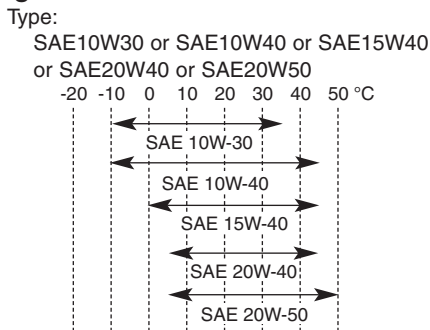 Type:
SAE10W30 or SAE10W40 or SAE15W40
or SAE20W40 or SAE20W50
-20 -10 0 10 20 30 40 50 °C
SAE 10W-30
SAE 10W-40
SAE 15W-40
SAE 20W-40
SAE 20W-50